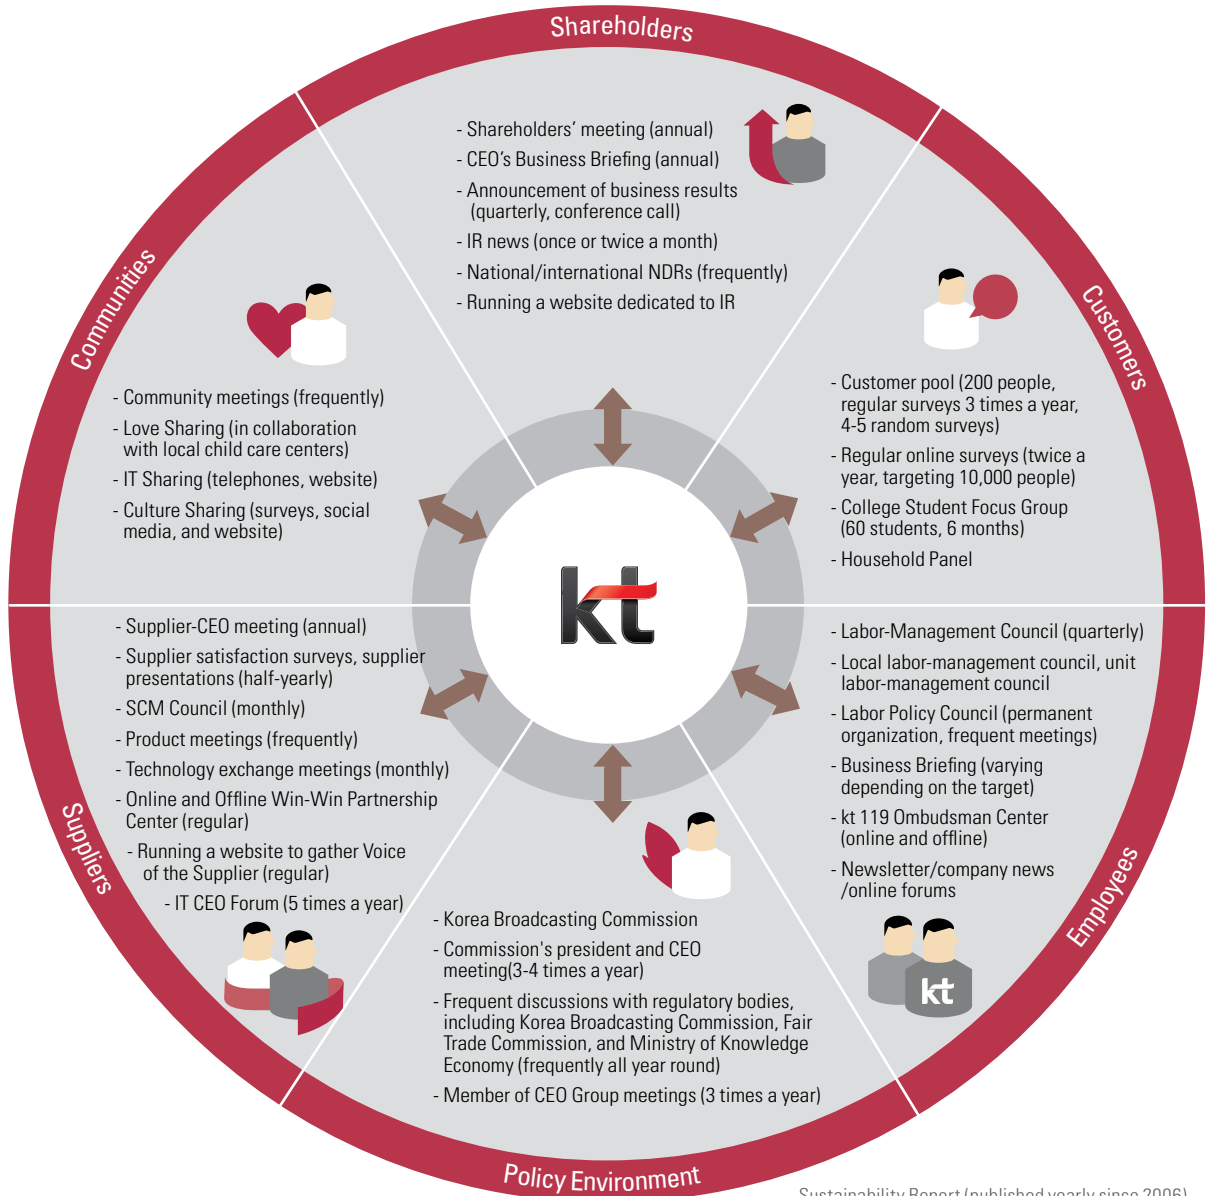 Shareholders
- Shareholders’ meeting (annual)
- CEO’s Business Briefing (annual)
- Announcement of business results
(quarterly, conference call)
- IR news (once or twice a month)
- National/international NDRs (frequently)
- Running a website dedicated to IR
Customers
- Customer pool (200 people,
regular surveys 3 times a year,
4-5 random surveys)
- Regular online surveys (twice a
year, targeting 10,000 people)
- College Student Focus Group
(60 students, 6 months)
- Household Panel
Communities
- Community meetings (frequently)
- Love Sharing (in collaboration
with local child care centers)
- IT Sharing (telephones, website)
- Culture Sharing (surveys, social
media, and website)
kt
Suppliers
- Supplier-CEO meeting (annual)
- Supplier satisfaction surveys, supplier
presentations (half-yearly)
- SCM Council (monthly)
- Product meetings (frequently)
- Technology exchange meetings (monthly)
- Online and Offline Win-Win Partnership
Center (regular)
- Running a website to gather Voice
of the Supplier (regular)
- IT CEO Forum (5 times a year)
Employees
- Labor-Management Council (quarterly)
- Local labor-management council, unit
labor-management council
- Labor Policy Council (permanent
organization, frequent meetings)
- Business Briefing (varying
depending on the target)
- kt 119 Ombudsman Center
(online and offline)
- Newsletter/company news
/online forums
kt
- Korea Broadcasting Commission
- Commission's president and CEO
meeting(3-4 times a year)
- Frequent discussions with regulatory bodies,
including Korea Broadcasting Commission, Fair
Trade Commission, and Ministry of Knowledge
Economy (frequently all year round)
- Member of CEO Group meetings (3 times a year)
Policy Environment
Sustainability Report (published yearly since 2006)